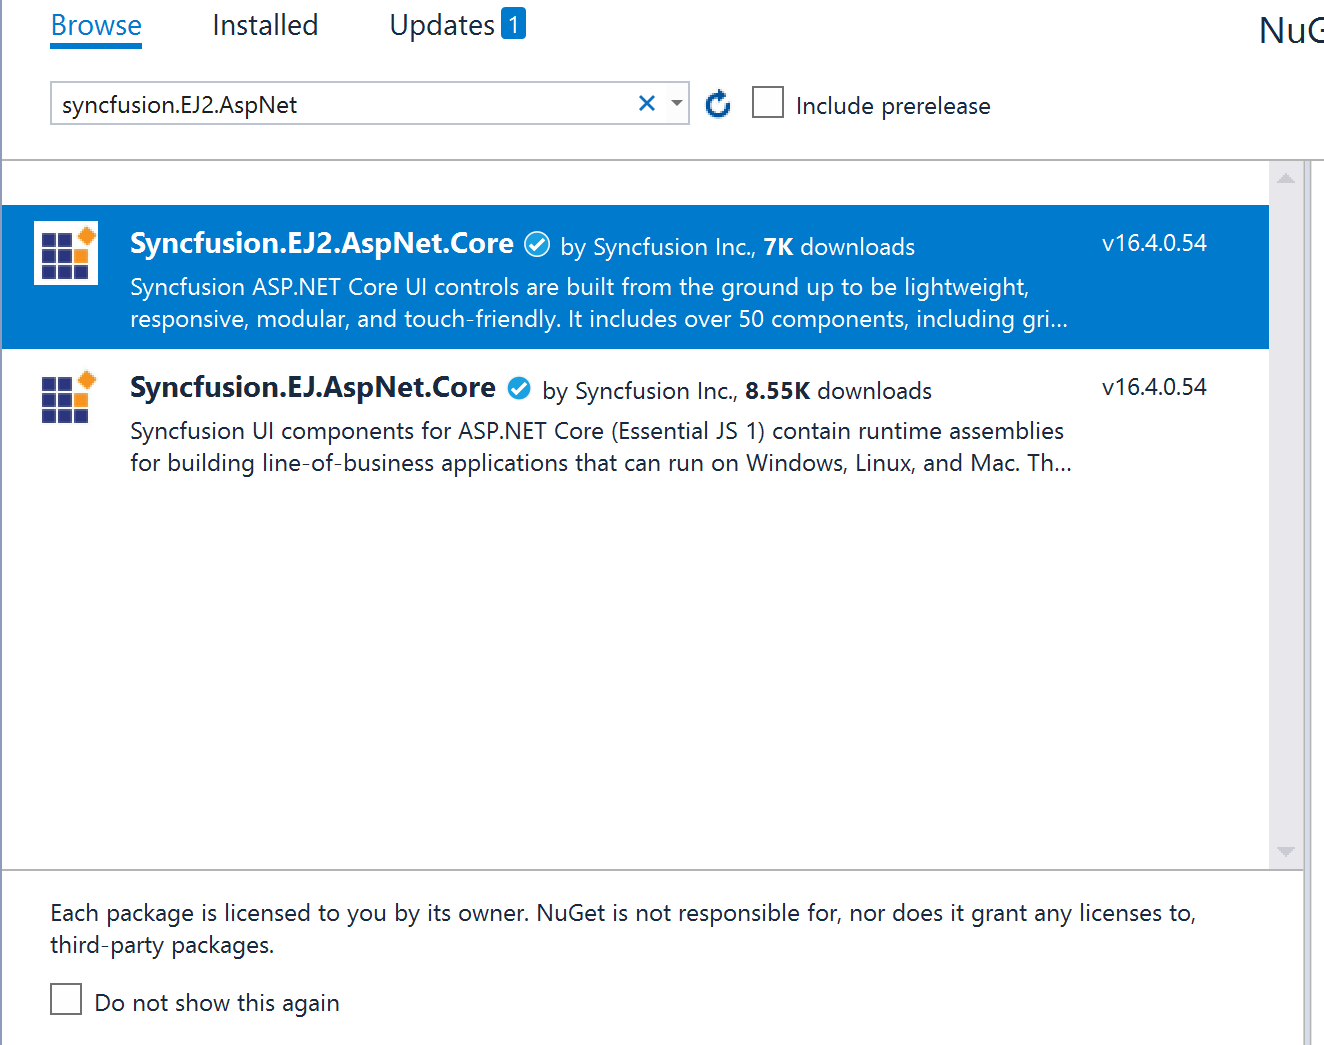 Browse Installed Updates 1
NuG
syncfusion.EJ2.AspNet
Include prerelease
Syncfusion.EJ2.AspNet.Core by Syncfusion Inc., 7K downloads v16.4.0.54
Syncfusion ASP.NET Core UI controls are built from the ground up to be lightweight,
responsive, modular, and touch-friendly. It includes over 50 components, including gri...
Syncfusion.EJ.AspNet.Core by Syncfusion Inc., 8.55K downloads v16.4.0.54
Syncfusion UI components for ASP.NET Core (Essential JS 1) contain runtime assemblies
for building line-of-business applications that can run on Windows, Linux, and Mac. Th...
Each package is licensed to you by its owner. NuGet is not responsible for, nor does it grant any licenses to,
third-party packages.
Do not show this again